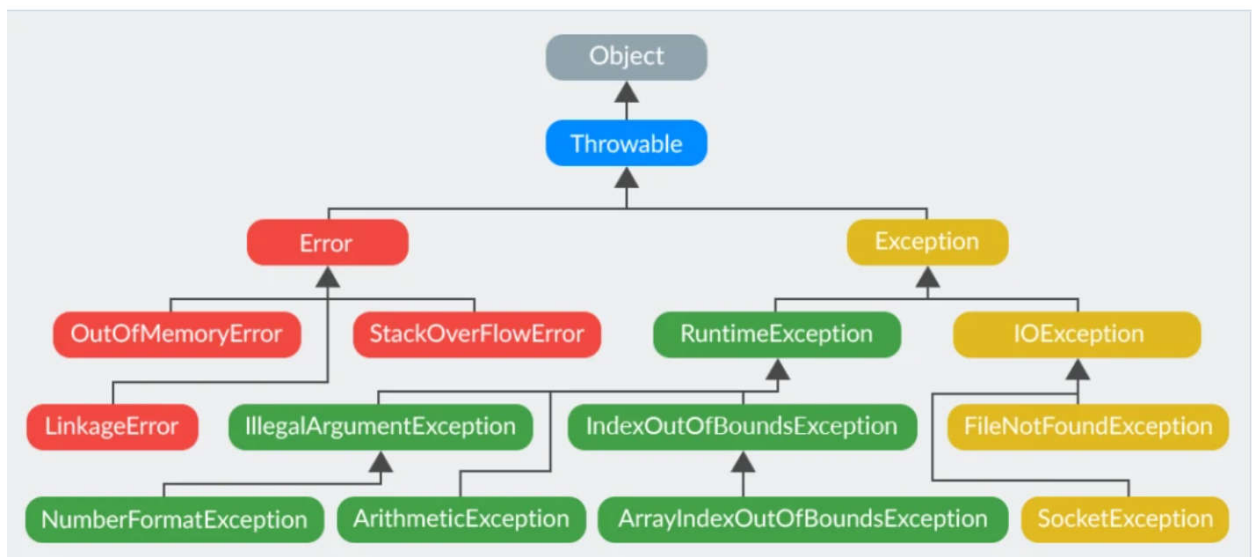 Object
Throwable
Error
Exception
OutOfMemoryError
StackOverFlowError
RuntimeException
IOException
LinkageError
IllegalArgumentException
IndexOutOfBoundsException
FileNotFoundException
NumberFormatException
ArithmeticException
ArrayIndexOutOfBoundsException
SocketException